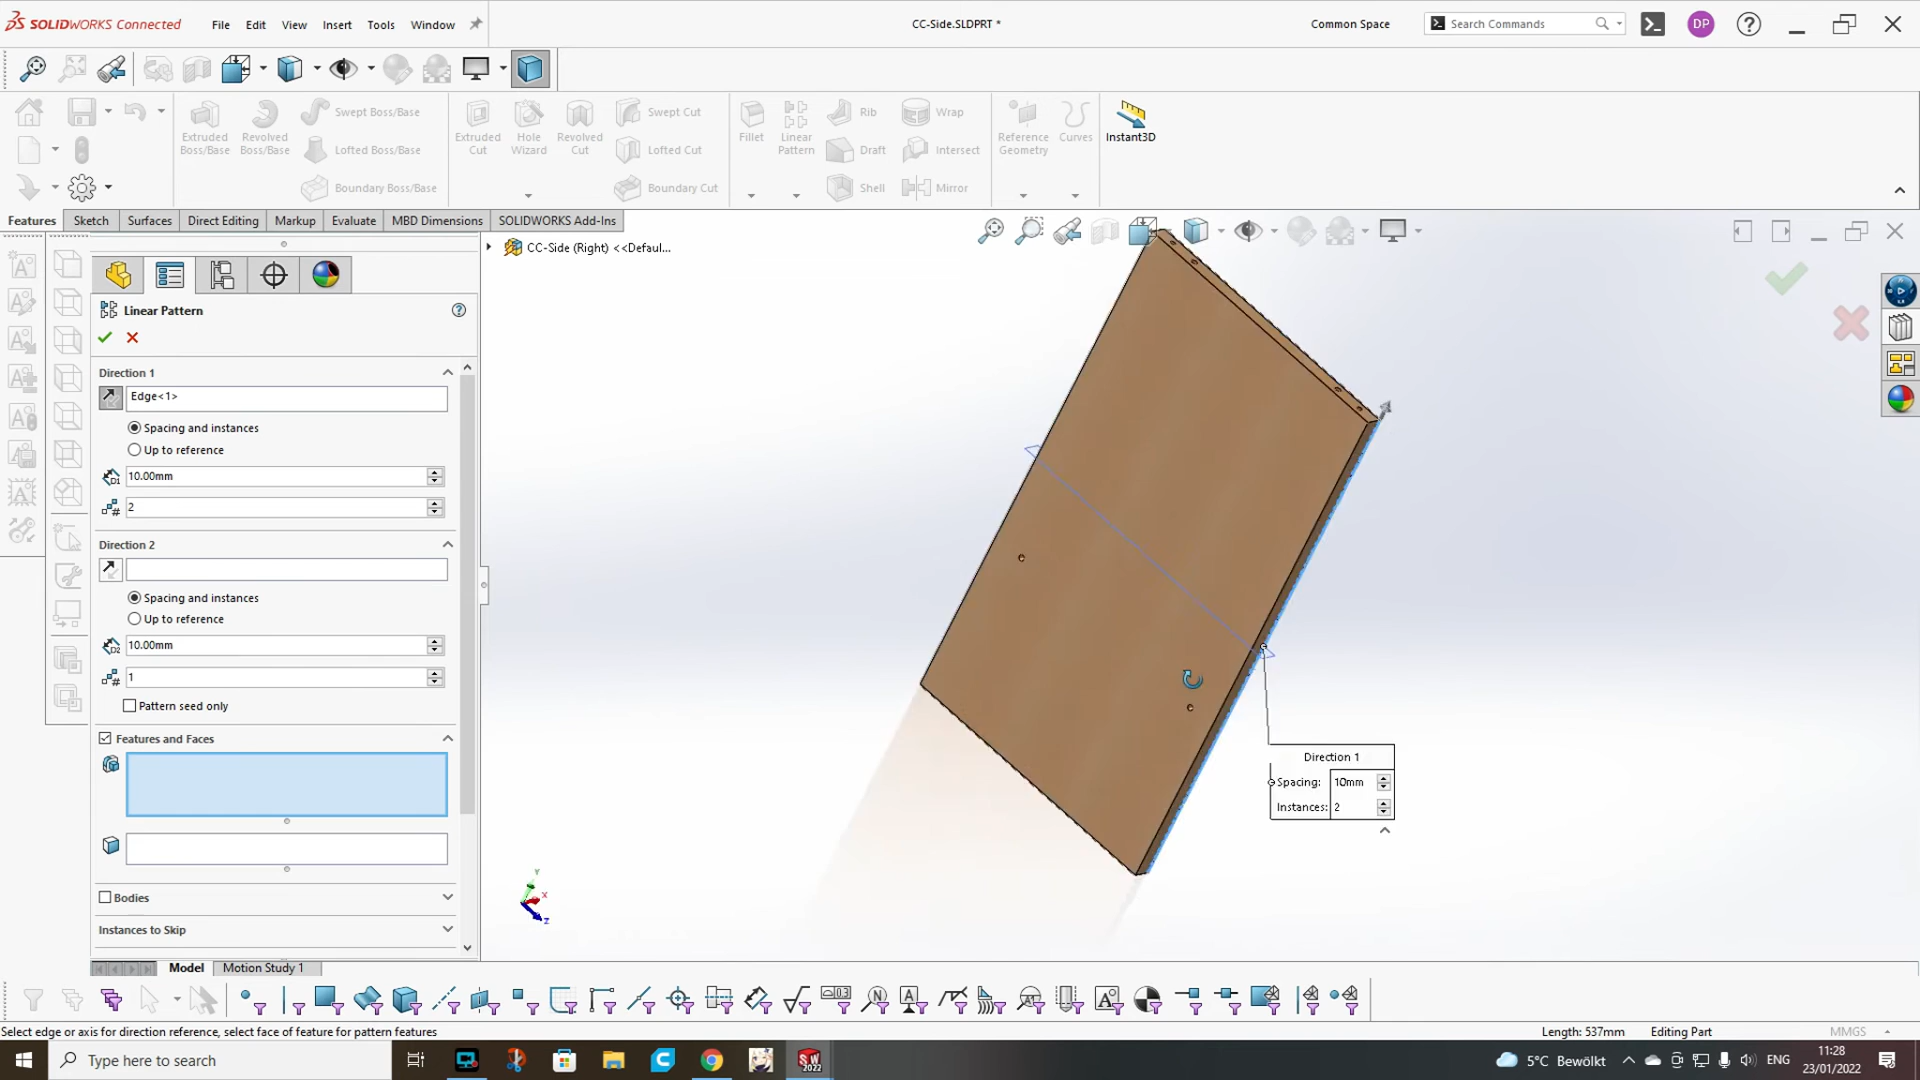 SOLIDWORKS Connected
File Edit View Insert Tools Window
CC-Side.SLDPRT *
Common Space
Search Commands
DP
Extruded Boss/Base
Revolved Boss/Base
Swept Boss/Base
Lofted Boss/Base
Boundary Boss/Base
Extruded Cut
Hole Wizard
Revolved Cut
Swept Cut
Lofted Cut
Boundary Cut
Fillet
Linear Pattern
Rib
Draft
Shell
Wrap
Intersect
Mirror
Reference Geometry
Curves
Instant3D
Features Sketch Surfaces Direct Editing Markup Evaluate MBD Dimensions SOLIDWORKS Add-Ins
CC-Side (Right) <<Defaul...
Linear Pattern
Direction 1
Edge<1>
Spacing and instances
Up to reference
D1
10.00mm
#
2
Direction 2
Spacing and instances
Up to reference
D2
10.00mm
#
1
Pattern seed only
Features and Faces
Bodies
Instances to Skip
Direction 1
Spacing: 10mm
Instances: 2
Y
X
Z
Model Motion Study 1
Select edge or axis for direction reference, select face of feature for pattern features
Length: 537mm
Editing Part
MMGS
Type here to search
SW
2022
5°C Bewölkt
ENG
11:28
23/01/2022